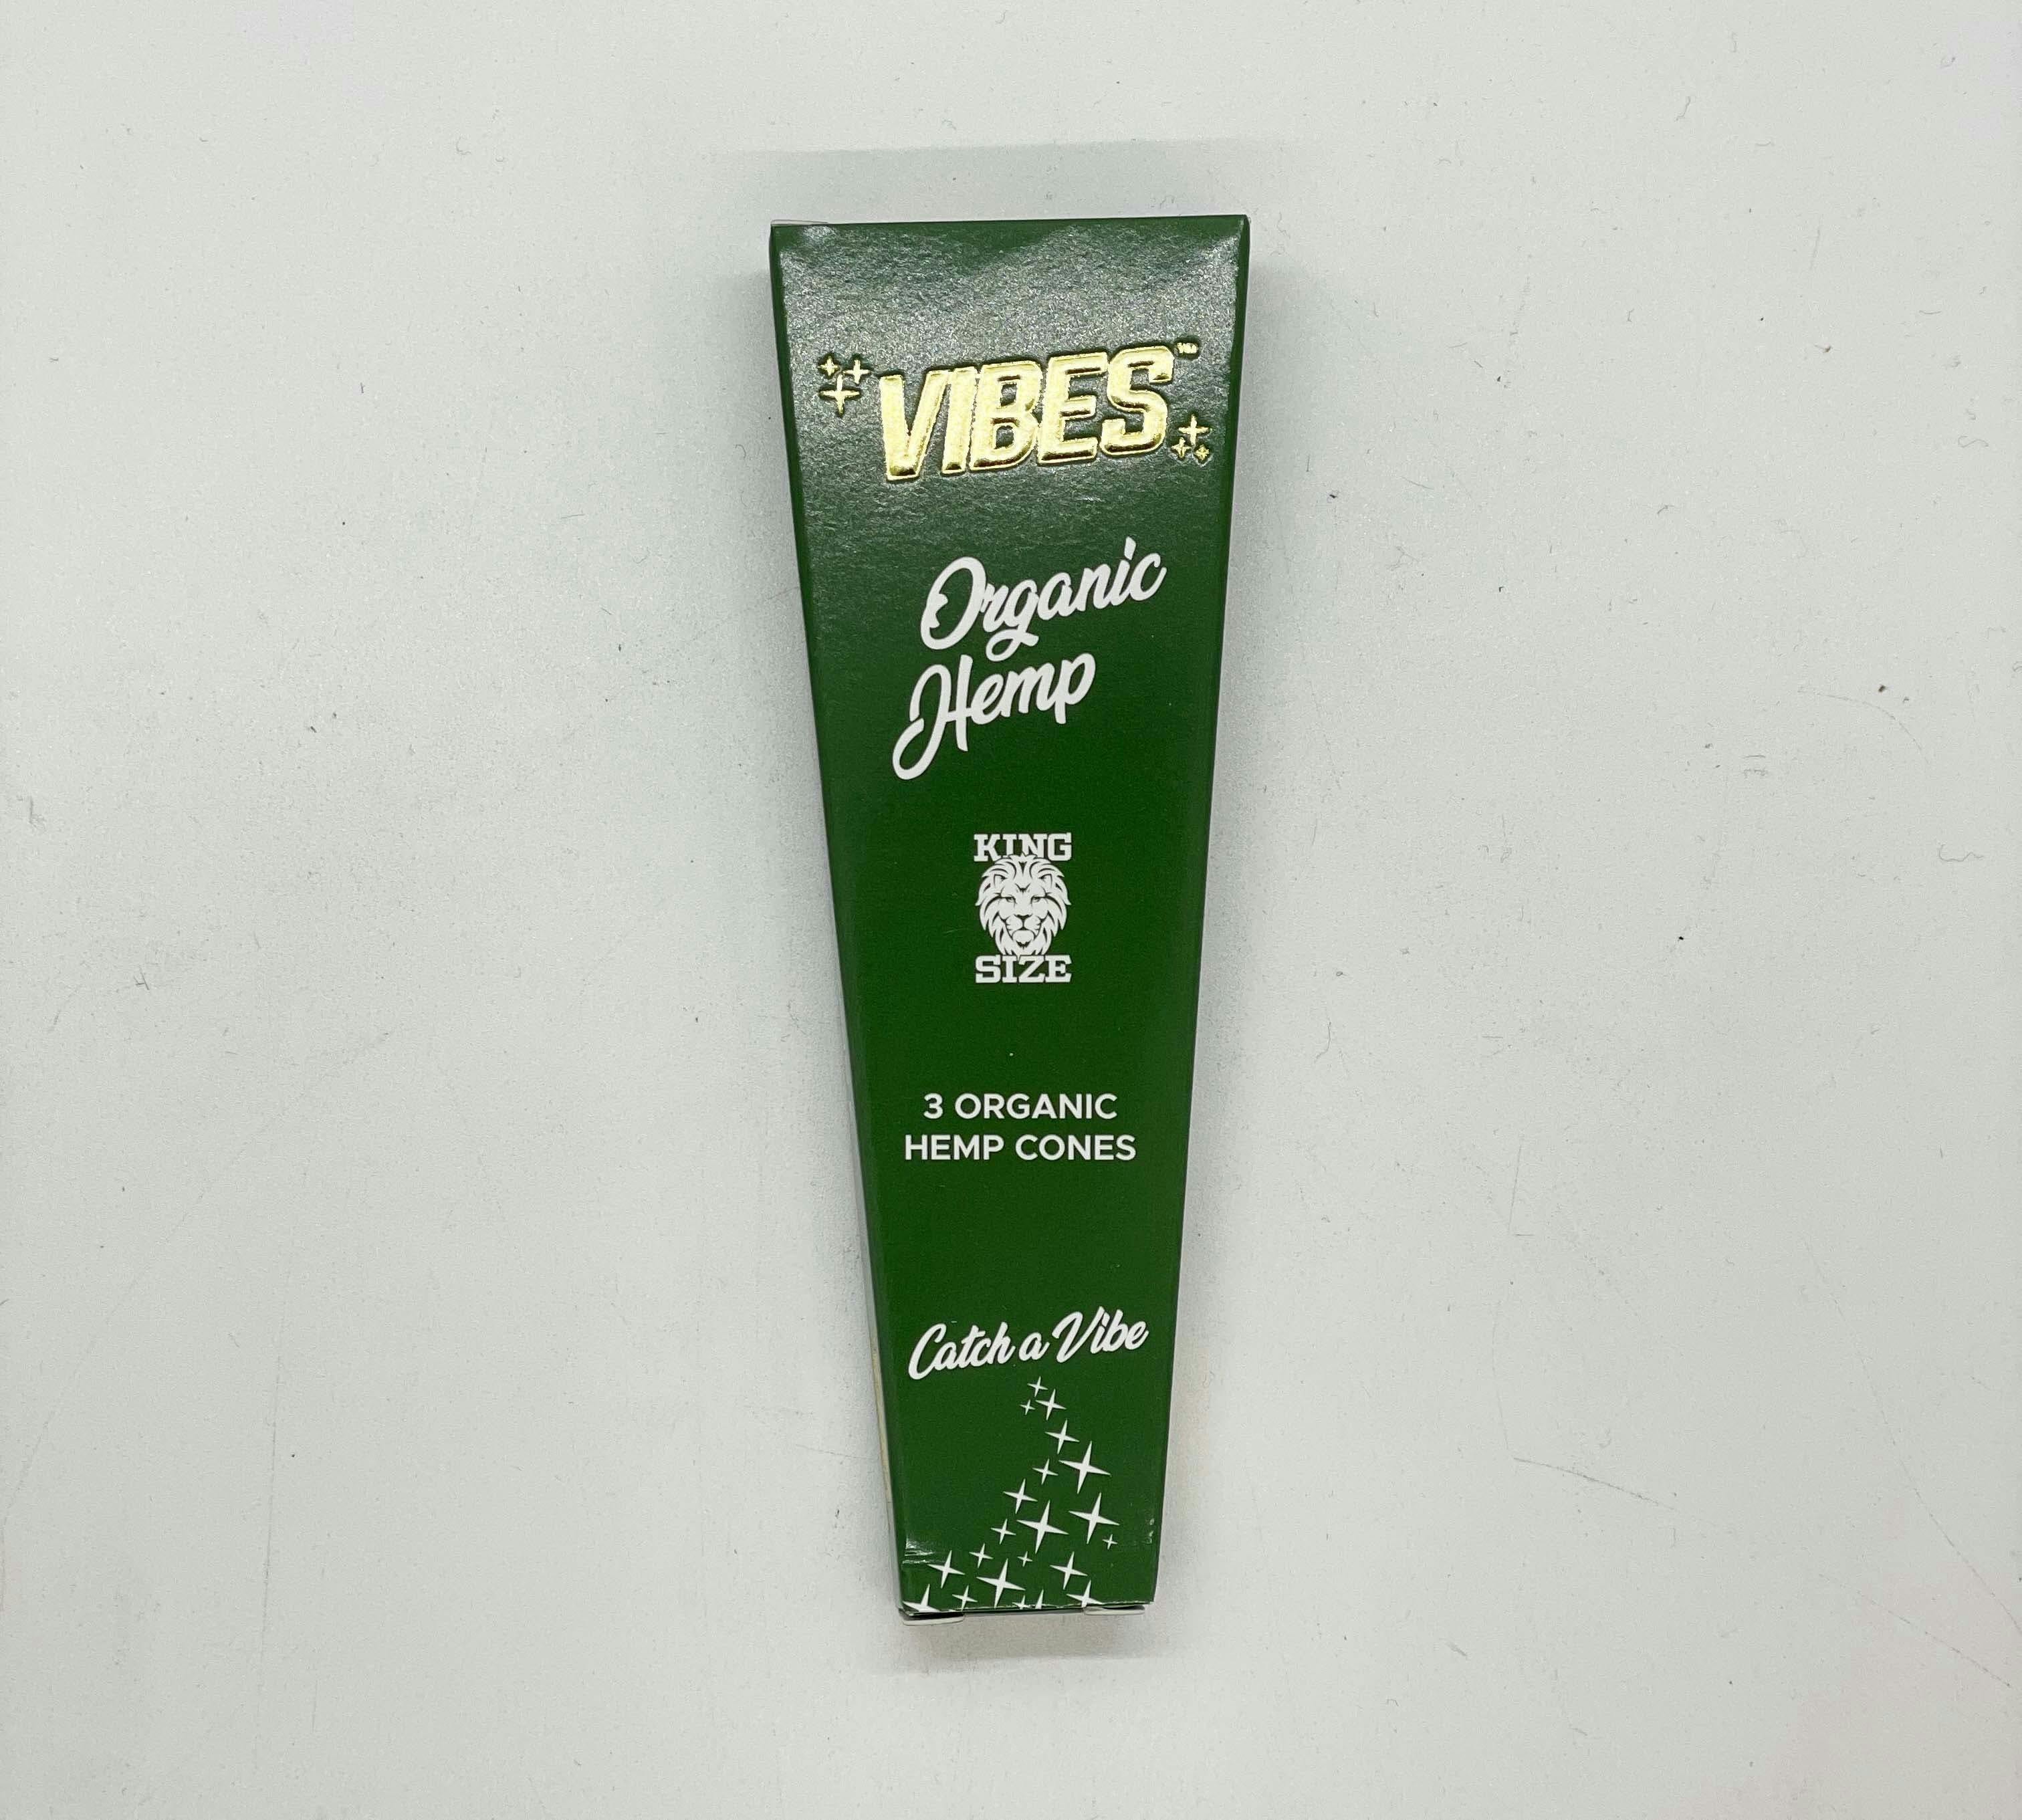 VIBES™
Organic
Hemp
KING
SIZE
3 ORGANIC
HEMP CONES
Catch a Vibe